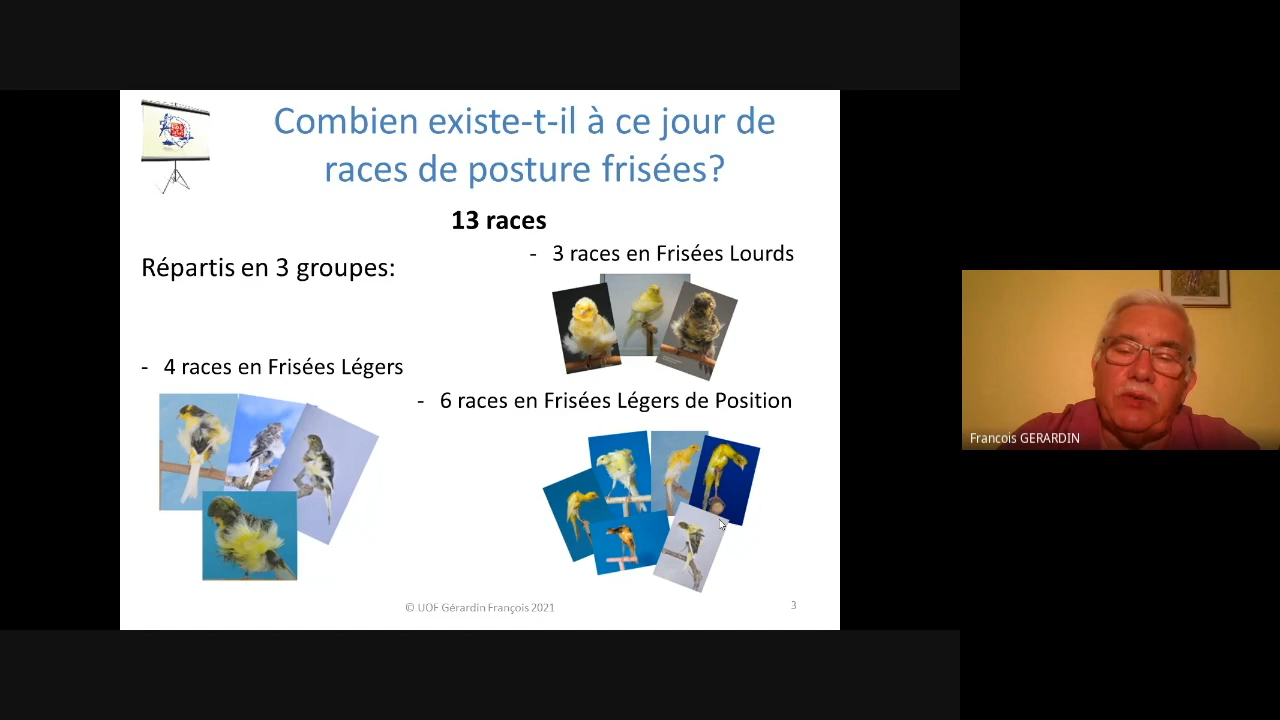 Combien existe-t-il à ce jour de
races de posture frisées?
13 races
- 3 races en Frisées Lourds
Répartis en 3 groupes:
- 4 races en Frisées Légers
- 6 races en Frisées Légers de Position
Francois GERARDIN
© UOF Gérardin François 2021
3